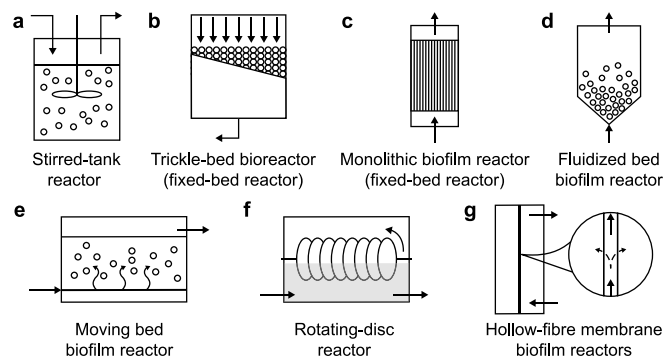 a
Stirred-tank
reactor
b
Trickle-bed bioreactor
(fixed-bed reactor)
c
Monolithic biofilm reactor
(fixed-bed reactor)
d
Fluidized bed
biofilm reactor
e
Moving bed
biofilm reactor
f
Rotating-disc
reactor
g
Hollow-fibre membrane
biofilm reactors